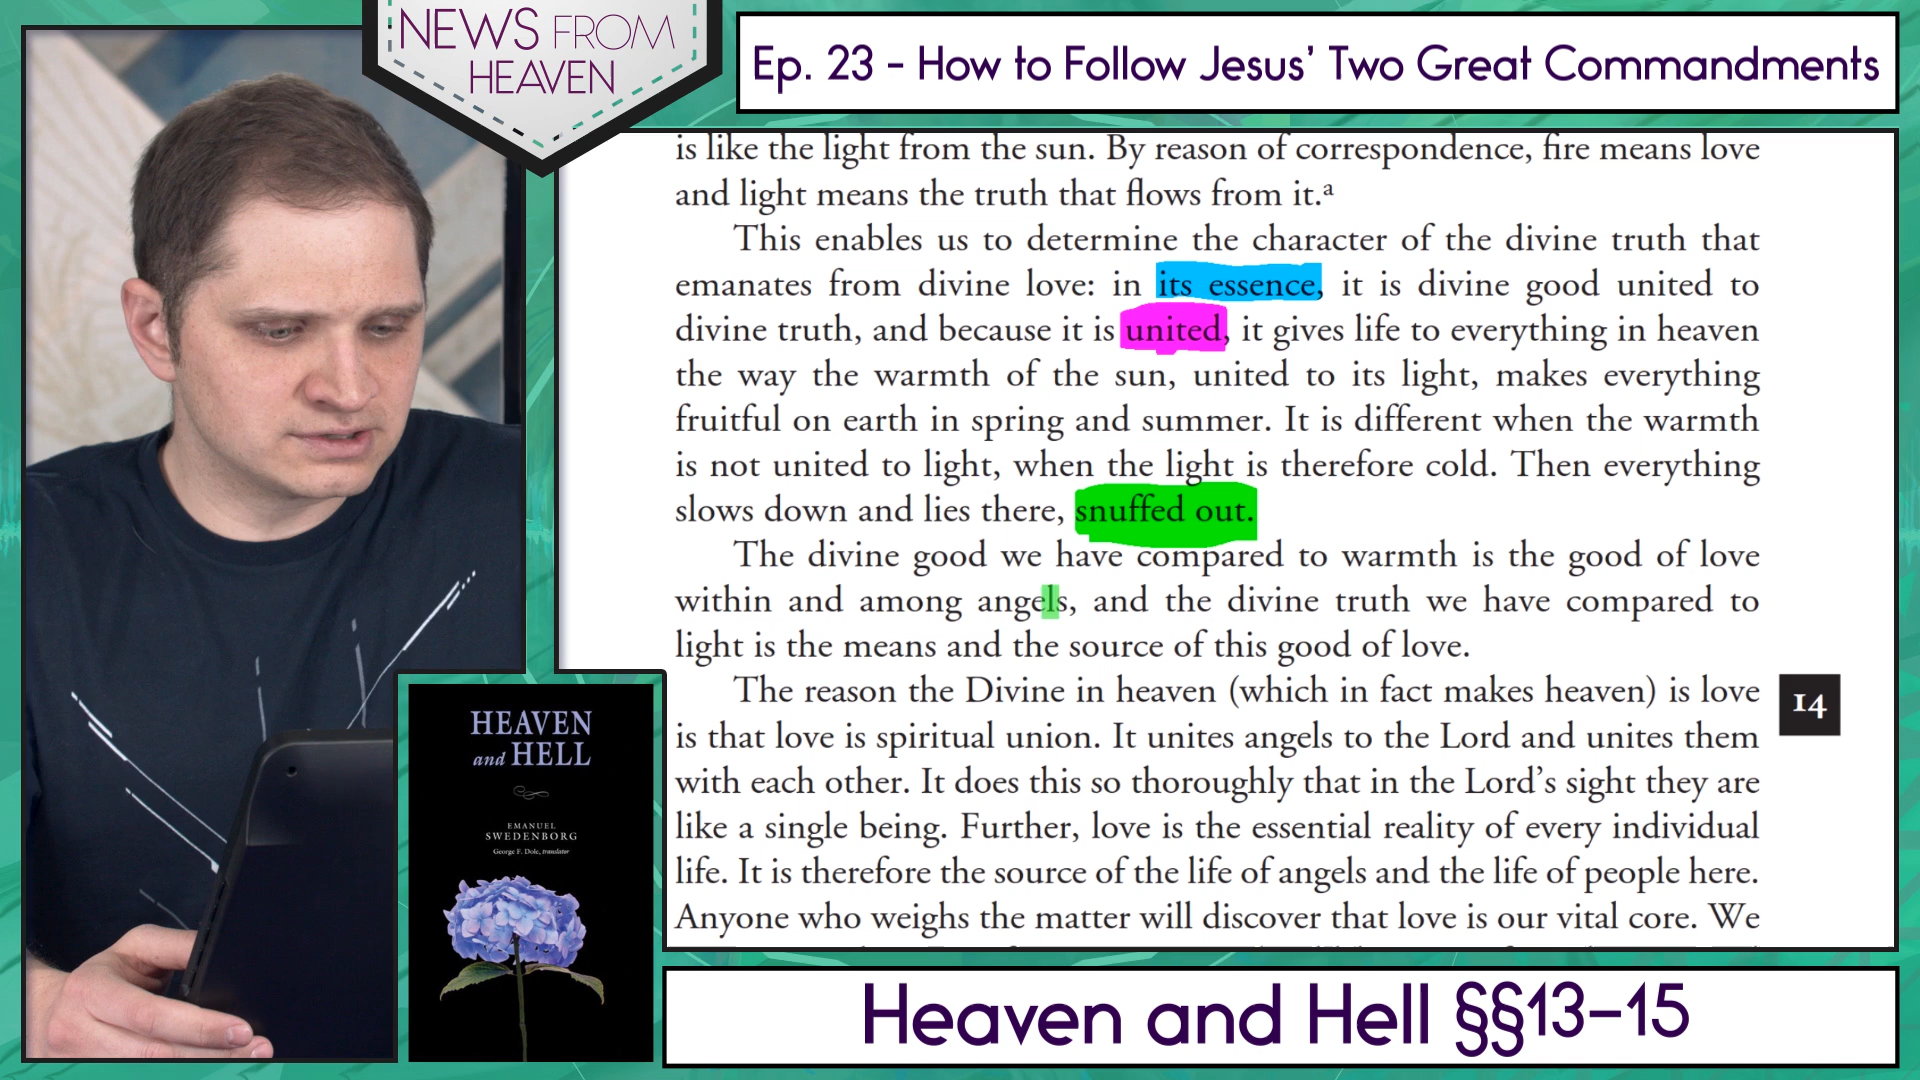 NEWS FROM
HEAVEN
Ep. 23 - How to Follow Jesus' Two Great Commandments
is like the light from the sun. By reason of correspondence, fire means love
and light means the truth that flows from it.ᵃ
This enables us to determine the character of the divine truth that
emanates from divine love: in its essence, it is divine good united to
divine truth, and because it is united, it gives life to everything in heaven
the way the warmth of the sun, united to its light, makes everything
fruitful on earth in spring and summer. It is different when the warmth
is not united to light, when the light is therefore cold. Then everything
slows down and lies there, snuffed out.
The divine good we have compared to warmth is the good of love
within and among angels, and the divine truth we have compared to
light is the means and the source of this good of love.
The reason the Divine in heaven (which in fact makes heaven) is love
14
is that love is spiritual union. It unites angels to the Lord and unites them
with each other. It does this so thoroughly that in the Lord's sight they are
like a single being. Further, love is the essential reality of every individual
life. It is therefore the source of the life of angels and the life of people here.
Anyone who weighs the matter will discover that love is our vital core. We
HEAVEN
and HELL
EMANUEL
SWEDENBORG
George F. Dole, translator
Heaven and Hell §§13–15